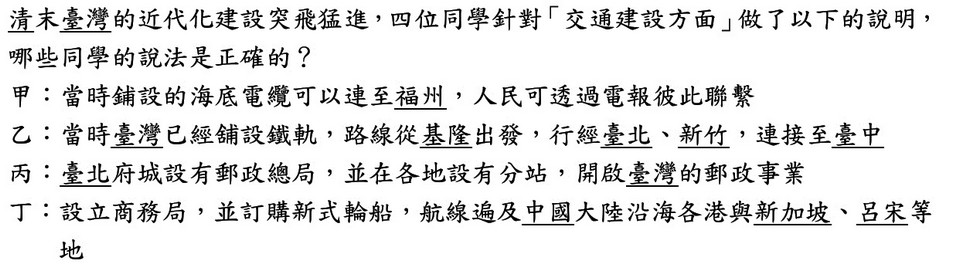 清末臺灣的近代化建設突飛猛進，四位同學針對「交通建設方面」做了以下的說明，
哪些同學的說法是正確的？
甲：當時鋪設的海底電纜可以連至福州，人民可透過電報彼此聯繫
乙：當時臺灣已經舖設鐵軌，路線從基隆出發，行經臺北、新竹，連接至臺中
丙：臺北府城設有郵政總局，並在各地設有分站，開啟臺灣的郵政事業
丁：設立商務局，並訂購新式輪船，航線遍及中國大陸沿海各港與新加坡、呂宋等
地